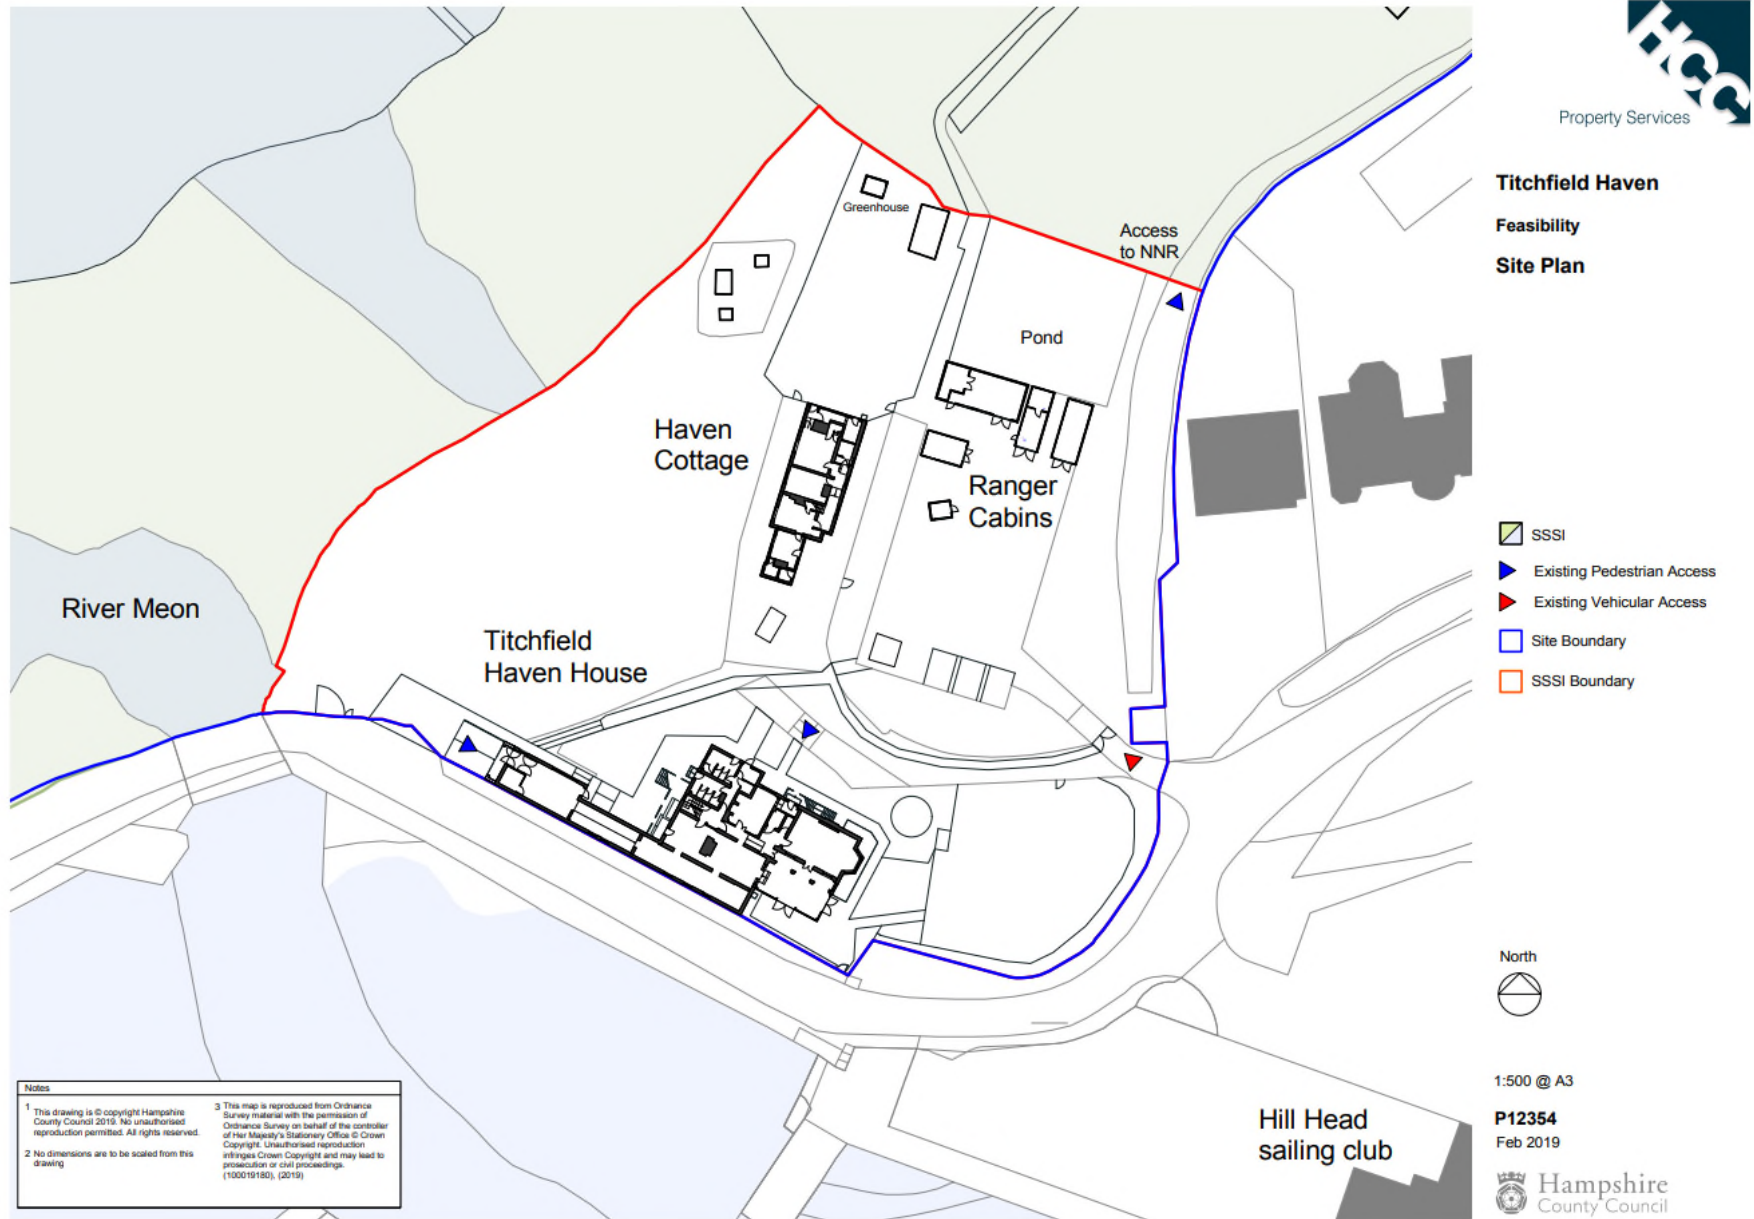 HCC
Property Services
Titchfield Haven
Feasibility
Site Plan
Greenhouse
Access
to NNR
Pond
Haven
Cottage
Ranger
Cabins
River Meon
Titchfield
Haven House
SSSI
Existing Pedestrian Access
Existing Vehicular Access
Site Boundary
SSSI Boundary
North
1:500 @ A3
P12354
Feb 2019
Hill Head
sailing club
Hampshire
County Council
Notes
1 This drawing is © copyright Hampshire
County Council 2019. No unauthorised
reproduction permitted. All rights reserved.
2 No dimensions are to be scaled from this
drawing
3 This map is reproduced from Ordnance
Survey material with the permission of
Ordnance Survey on behalf of the controller
of Her Majesty's Stationery Office © Crown
Copyright. Unauthorised reproduction
infringes Crown Copyright and may lead to
prosecution or civil proceedings.
(100019180), (2019)